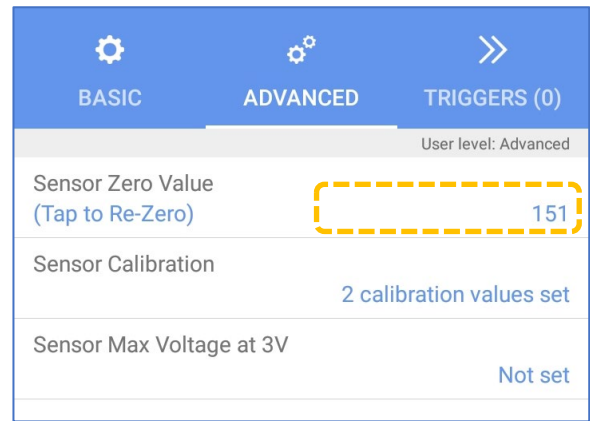 BASIC
ADVANCED
TRIGGERS (0)
User level: Advanced
Sensor Zero Value
(Tap to Re-Zero)
151
Sensor Calibration
2 calibration values set
Sensor Max Voltage at 3V
Not set